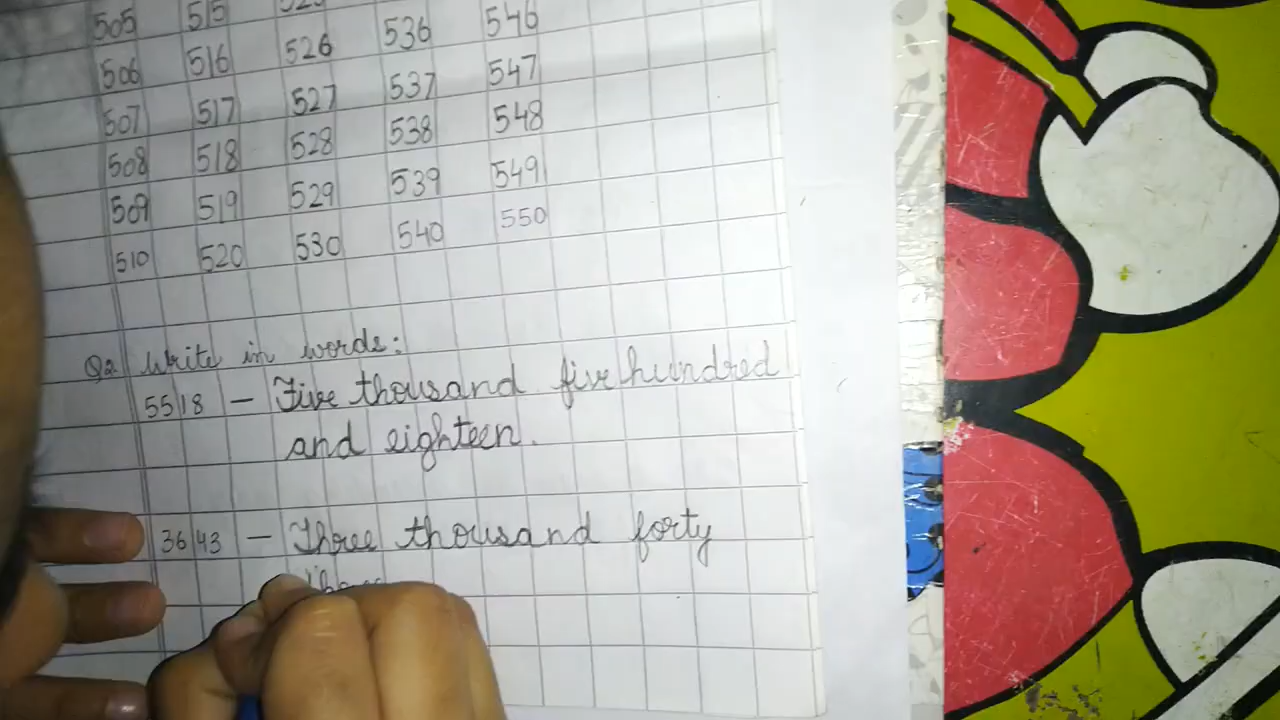 505 515 546
506 516 526 536 547
507 517 527 537 548
508 518 528 538 549
509 519 529 539 550
510 520 530 540
Q2. Write in words:
5518 - Five thousand five hundred
and eighteen.
3643 - Three thousand forty